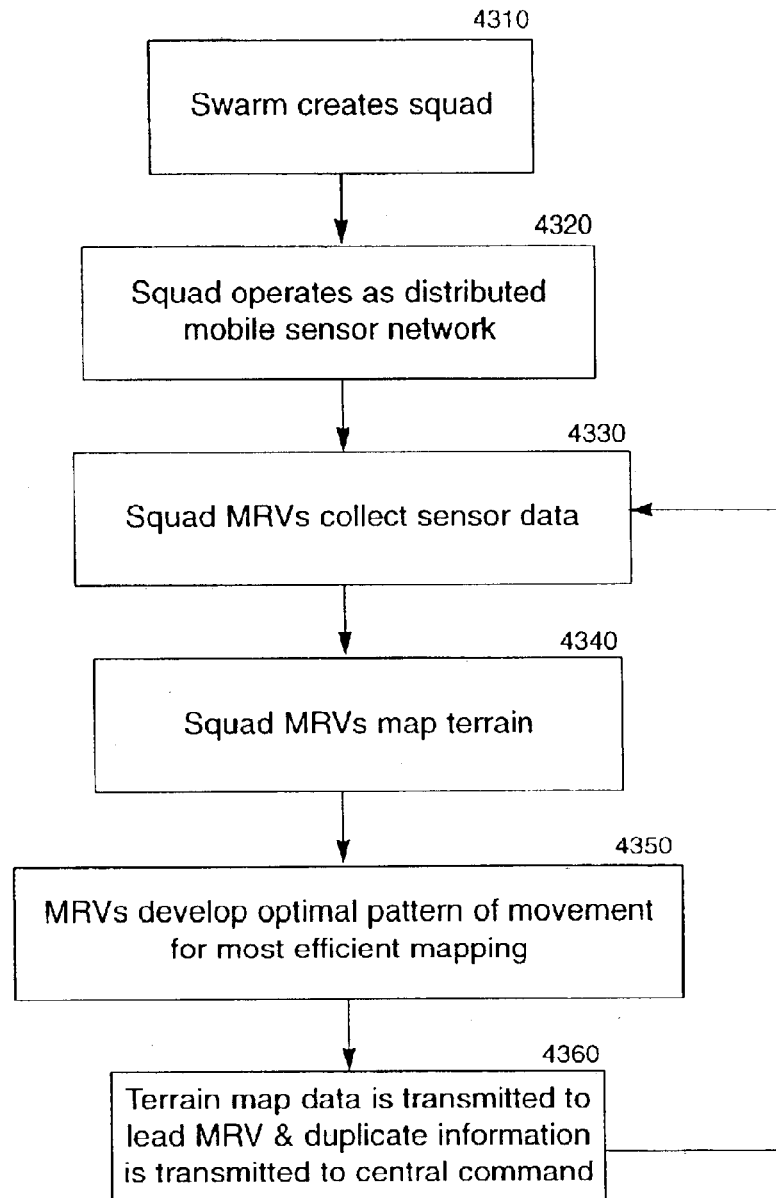 4310
Swarm creates squad
4320
Squad operates as distributed
mobile sensor network
4330
Squad MRVs collect sensor data
4340
Squad MRVs map terrain
4350
MRVs develop optimal pattern of movement
for most efficient mapping
4360
Terrain map data is transmitted to
lead MRV & duplicate information
is transmitted to central command